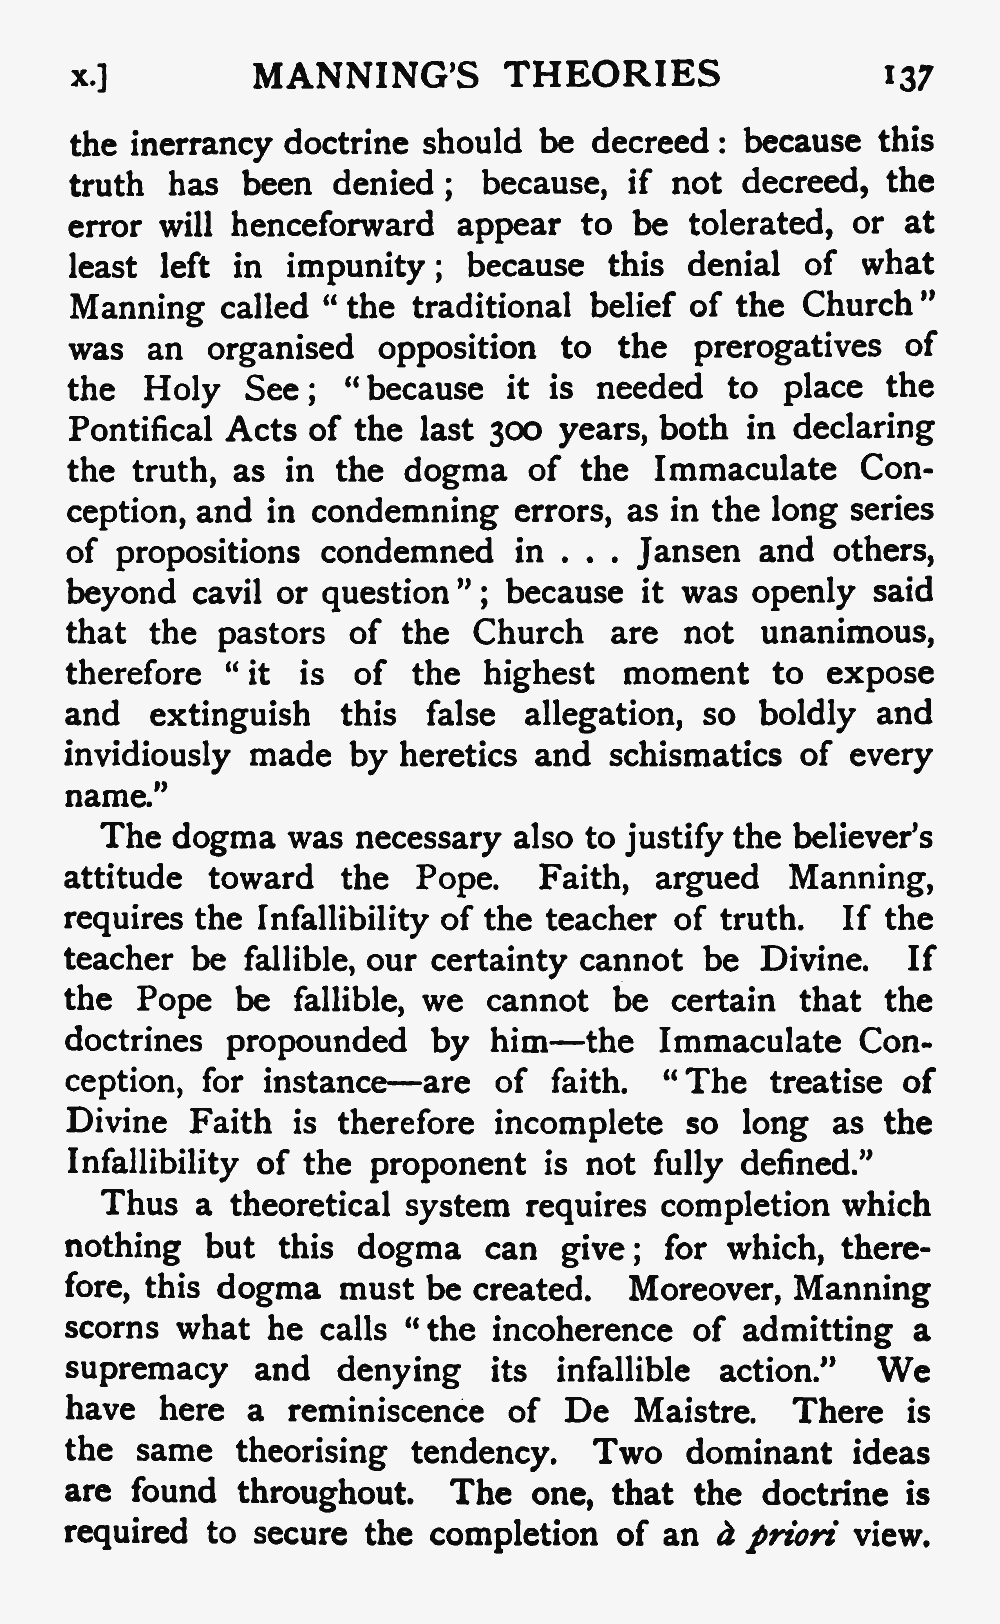 x.] MANNING'S THEORIES 137
the inerrancy doctrine should be decreed : because this
truth has been denied ; because, if not decreed, the
error will henceforward appear to be tolerated, or at
least left in impunity ; because this denial of what
Manning called “ the traditional belief of the Church ”
was an organised opposition to the prerogatives of
the Holy See ; “ because it is needed to place the
Pontifical Acts of the last 300 years, both in declaring
the truth, as in the dogma of the Immaculate Con-
ception, and in condemning errors, as in the long series
of propositions condemned in . . . Jansen and others,
beyond cavil or question ” ; because it was openly said
that the pastors of the Church are not unanimous,
therefore “ it is of the highest moment to expose
and extinguish this false allegation, so boldly and
invidiously made by heretics and schismatics of every
name.”
The dogma was necessary also to justify the believer's
attitude toward the Pope. Faith, argued Manning,
requires the Infallibility of the teacher of truth. If the
teacher be fallible, our certainty cannot be Divine. If
the Pope be fallible, we cannot be certain that the
doctrines propounded by him—the Immaculate Con-
ception, for instance—are of faith. “ The treatise of
Divine Faith is therefore incomplete so long as the
Infallibility of the proponent is not fully defined.”
Thus a theoretical system requires completion which
nothing but this dogma can give ; for which, there-
fore, this dogma must be created. Moreover, Manning
scorns what he calls “ the incoherence of admitting a
supremacy and denying its infallible action.” We
have here a reminiscence of De Maistre. There is
the same theorising tendency. Two dominant ideas
are found throughout. The one, that the doctrine is
required to secure the completion of an à priori view.